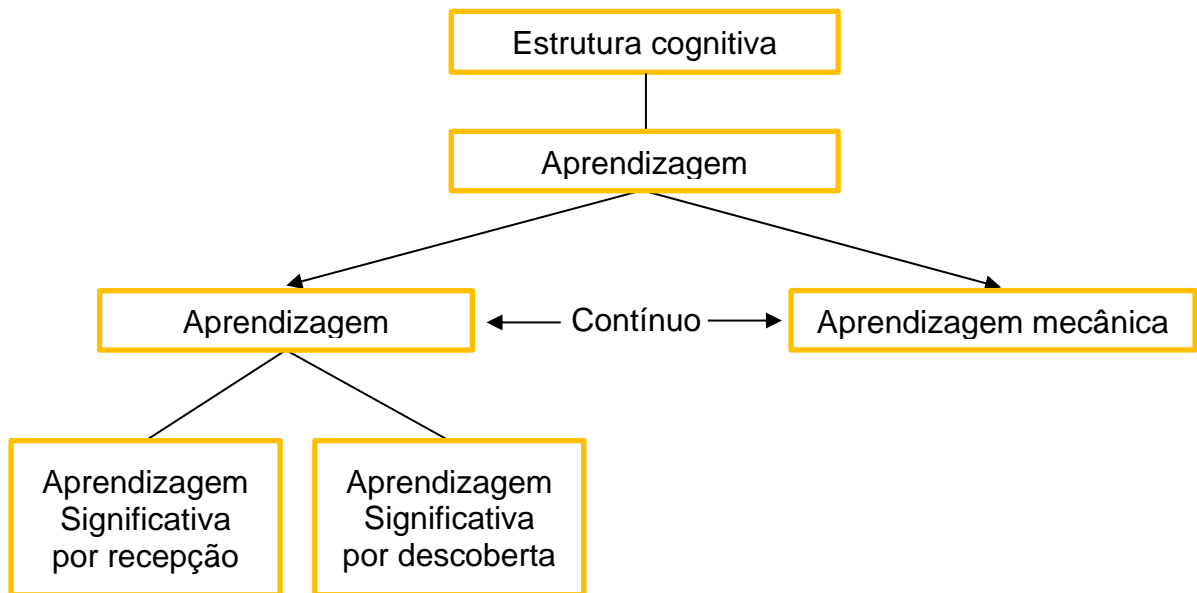 Estrutura cognitiva
Aprendizagem
Aprendizagem
Contínuo
Aprendizagem mecânica
Aprendizagem
Significativa
por recepção
Aprendizagem
Significativa
por descoberta